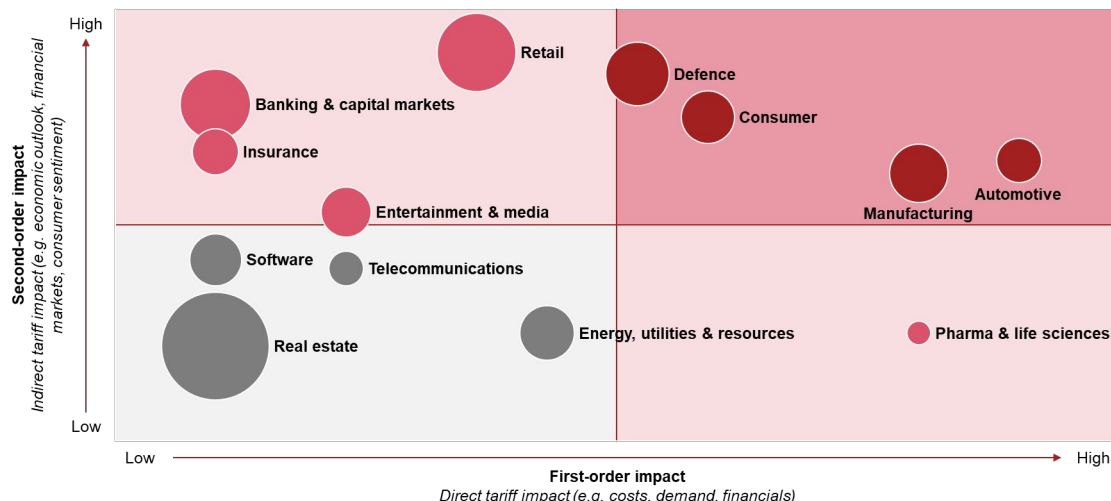 High
Retail
Defence
Banking & capital markets
Consumer
Insurance
Automotive
Entertainment & media
Manufacturing
Second-order impact
Indirect tariff impact (e.g. economic outlook, financial
markets, consumer sentiment)
Software
Telecommunications
Energy, utilities & resources
Pharma & life sciences
Real estate
Low
Low
High
First-order impact
Direct tariff impact (e.g. costs, demand, financials)